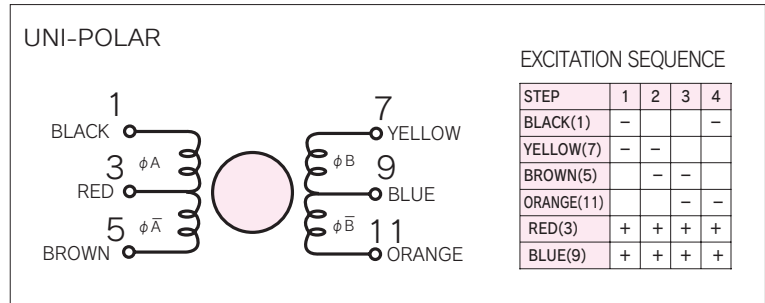 UNI-POLAR
1
BLACK
φA
3
RED
5
φA̅
BROWN
7
YELLOW
φB
9
BLUE
φB̅
11
ORANGE
EXCITATION SEQUENCE
STEP 1 2 3 4
BLACK(1) − −
YELLOW(7) − −
BROWN(5) − −
ORANGE(11) − −
RED(3) + + + +
BLUE(9) + + + +